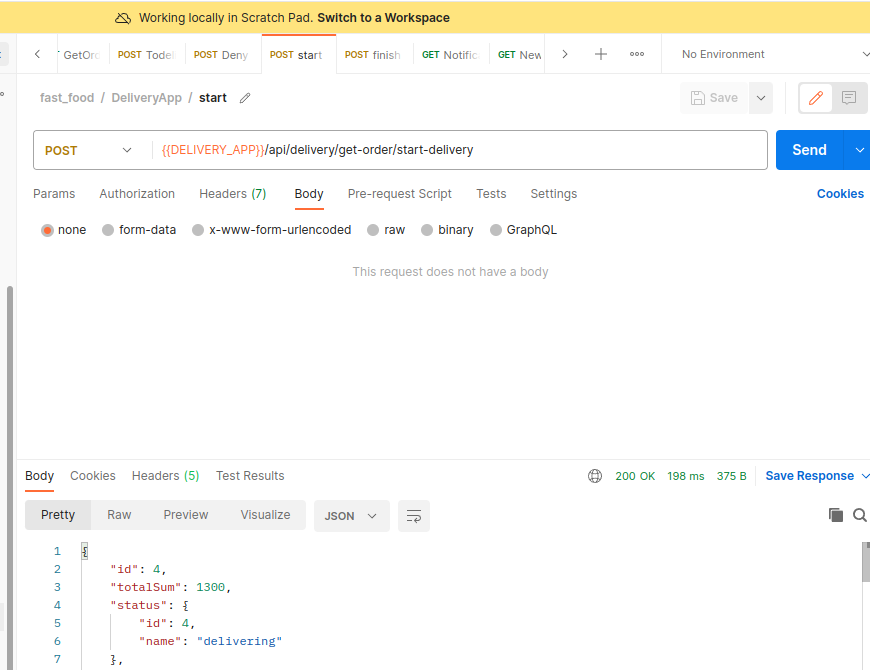 Working locally in Scratch Pad. Switch to a Workspace
GetOrc POST Todel POST Deny POST start POST finish GET Notific GET New No Environment
fast_food / DeliveryApp / start Save
POST {{DELIVERY_APP}}/api/delivery/get-order/start-delivery Send
Params Authorization Headers (7) Body Pre-request Script Tests Settings Cookies
none form-data x-www-form-urlencoded raw binary GraphQL
This request does not have a body
Body Cookies Headers (5) Test Results 200 OK 198 ms 375 B Save Response
Pretty Raw Preview Visualize JSON
1 {
2 "id": 4,
3 "totalSum": 1300,
4 "status": {
5 "id": 4,
6 "name": "delivering"
7 },